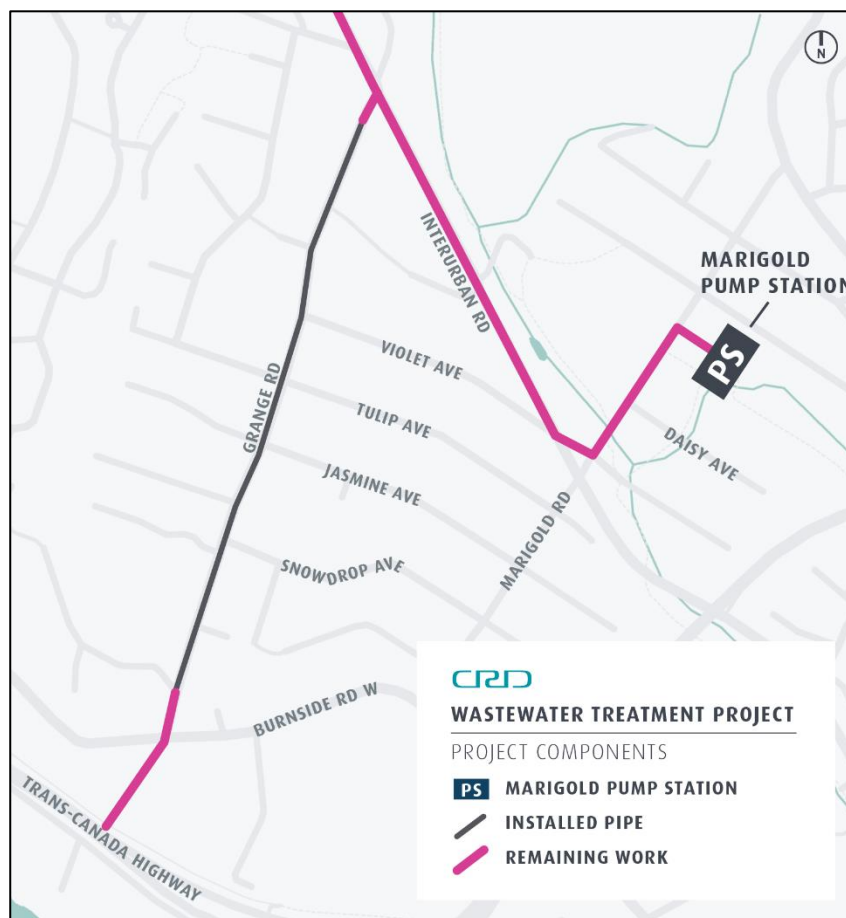 N
MARIGOLD
PUMP STATION
PS
INTERURBAN RD
VIOLET AVE
GRANGE RD
TULIP AVE
DAISY AVE
JASMINE AVE
MARIGOLD RD
SNOWDROP AVE
BURNSIDE RD W
TRANS-CANADA HIGHWAY
CRD
WASTEWATER TREATMENT PROJECT
PROJECT COMPONENTS
PS MARIGOLD PUMP STATION
INSTALLED PIPE
REMAINING WORK